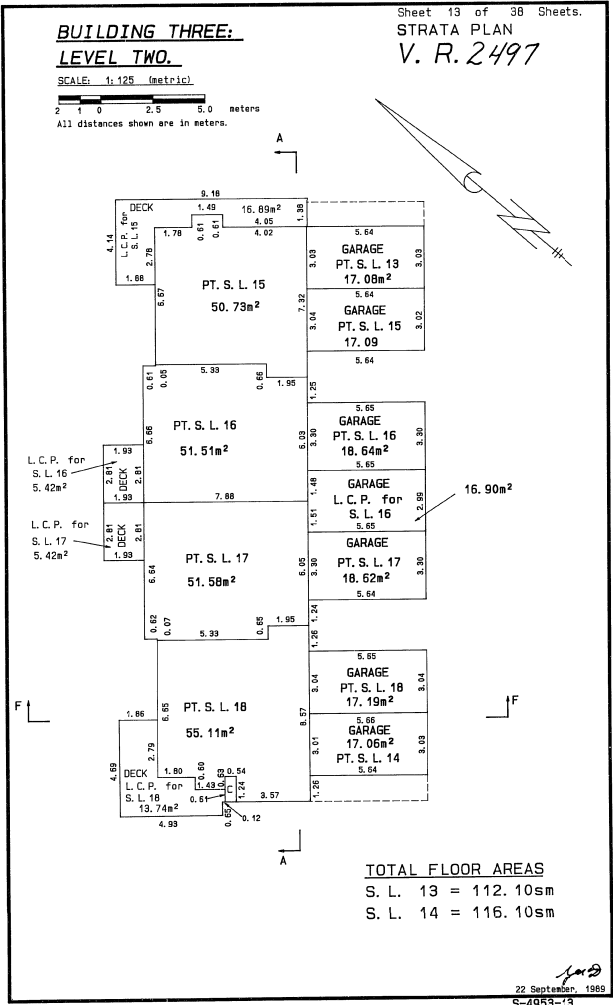 Sheet 13 of 38 Sheets.
BUILDING THREE:
STRATA PLAN
LEVEL TWO.
V. R. 2497
SCALE: 1:125 (metric)
2 1 0 2.5 5.0 meters
All distances shown are in meters.
A
9.18
DECK
1.49
16.89m²
1.38
4.14
L.C.P. for
S.L. 15
2.78
1.78
0.61
0.61
4.05
4.02
5.64
1.68
6.67
PT. S. L. 15
50.73m²
7.32
3.03
GARAGE
PT. S. L. 13
17.08m²
3.03
5.64
3.04
GARAGE
PT. S. L. 15
17.09
3.02
5.64
0.61
0.05
5.33
0.66
1.95
1.25
6.66
PT. S. L. 16
51.51m²
6.03
5.65
3.30
GARAGE
PT. S. L. 16
18.64m²
3.30
5.65
1.93
L.C.P. for
S.L. 16
5.42m²
2.81
DECK
2.81
1.93
7.88
1.48
1.51
GARAGE
L.C.P. for
S.L. 16
2.99
16.90m²
5.65
L.C.P. for
S.L. 17
5.42m²
2.81
DECK
2.81
1.93
6.64
PT. S. L. 17
51.58m²
6.05
3.30
GARAGE
PT. S. L. 17
18.62m²
3.30
5.64
0.62
0.07
5.33
0.65
1.95
1.24
1.26
5.65
3.04
GARAGE
PT. S. L. 18
17.19m²
3.04
F
F
6.65
PT. S. L. 18
55.11m²
8.57
5.66
3.01
GARAGE
17.06m²
PT. S. L. 14
3.03
5.64
1.86
4.69
2.79
DECK
L.C.P. for
S.L. 18
13.74m²
1.80
0.60
1.43
0.63
0.54
C
1.24
0.61
3.57
1.26
4.93
0.65
0.12
A
TOTAL FLOOR AREAS
S. L. 13 = 112.10sm
S. L. 14 = 116.10sm
22 September, 1989
S-4953-13